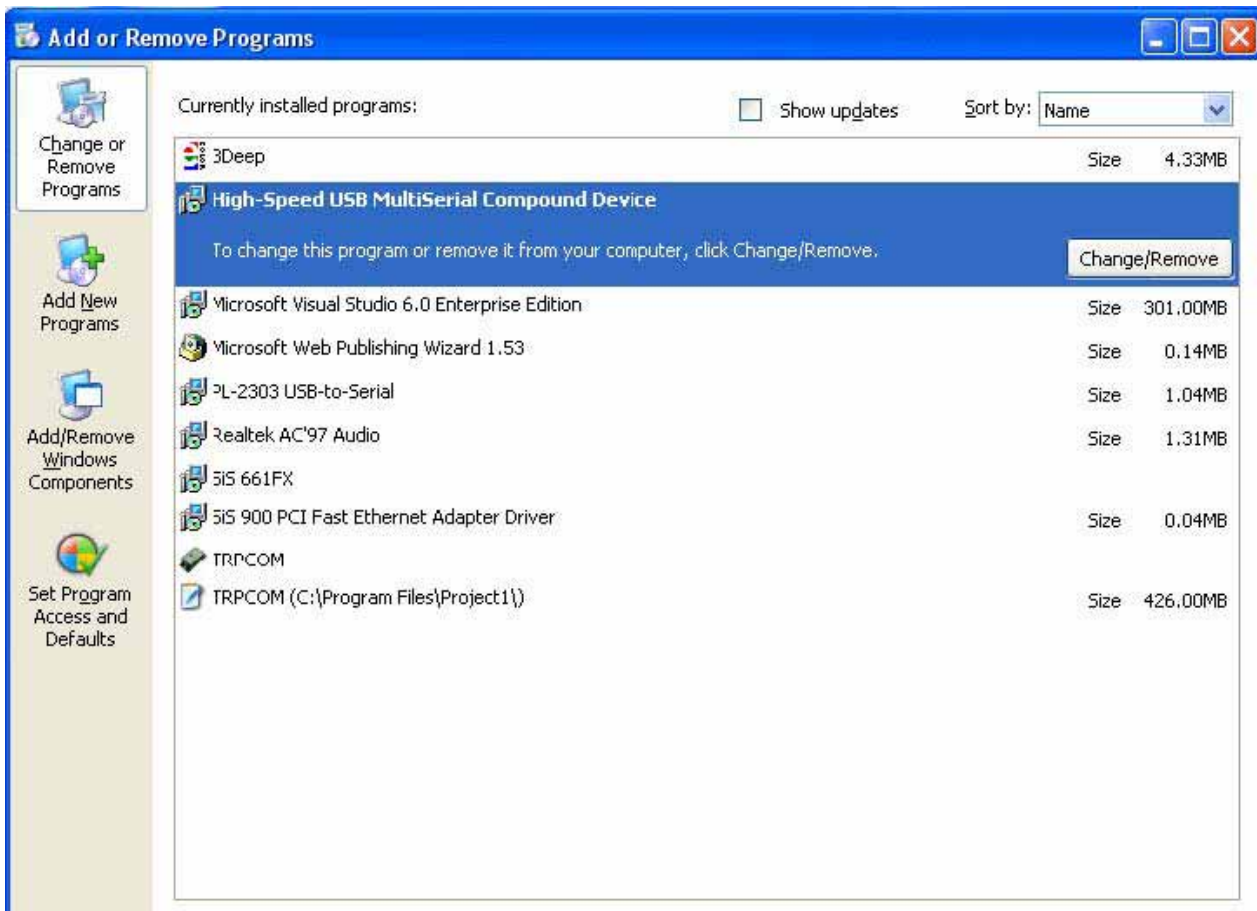 Add or Remove Programs
Change or
Remove
Programs
Add New
Programs
Add/Remove
Windows
Components
Set Program
Access and
Defaults
Currently installed programs:
Show updates
Sort by: Name
3Deep Size 4.33MB
High-Speed USB MultiSerial Compound Device
To change this program or remove it from your computer, click Change/Remove.
Change/Remove
Microsoft Visual Studio 6.0 Enterprise Edition Size 301.00MB
Microsoft Web Publishing Wizard 1.53 Size 0.14MB
PL-2303 USB-to-Serial Size 1.04MB
Realtek AC'97 Audio Size 1.31MB
SiS 661FX
SiS 900 PCI Fast Ethernet Adapter Driver Size 0.04MB
TRPCOM
TRPCOM (C:\Program Files\Project1\) Size 426.00MB